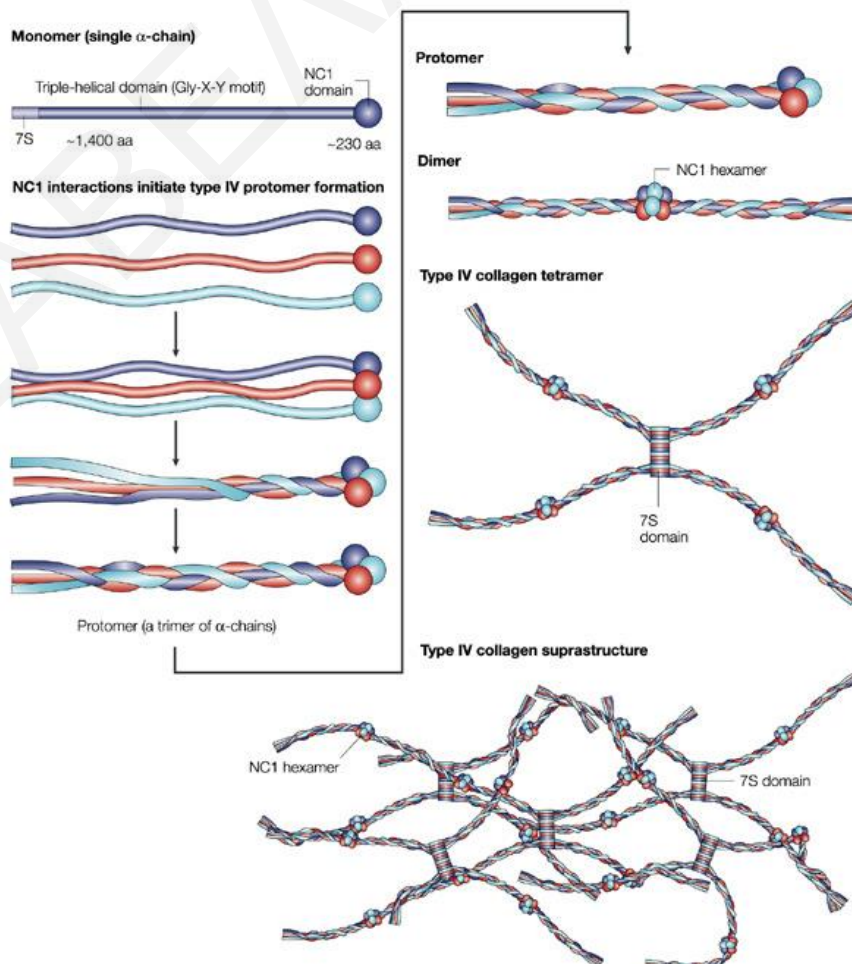 Monomer (single α-chain)
Triple-helical domain (Gly-X-Y motif)
NC1
domain
7S
~1,400 aa
~230 aa
NC1 interactions initiate type IV protomer formation
Protomer (a trimer of α-chains)
Protomer
Dimer
NC1 hexamer
Type IV collagen tetramer
7S
domain
Type IV collagen suprastructure
NC1 hexamer
7S domain